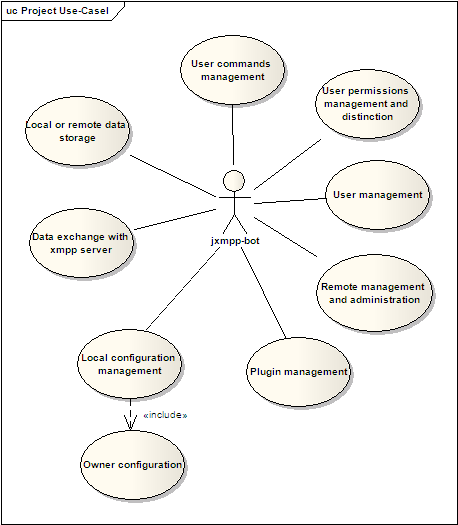 uc Project Use-Casel
User commands
management
User permissions
management and
distinction
Local or remote data
storage
User management
Data exchange with
xmpp server
jxmpp-bot
Remote management
and administration
Local configuration
management
Plugin management
«include»
Owner configuration